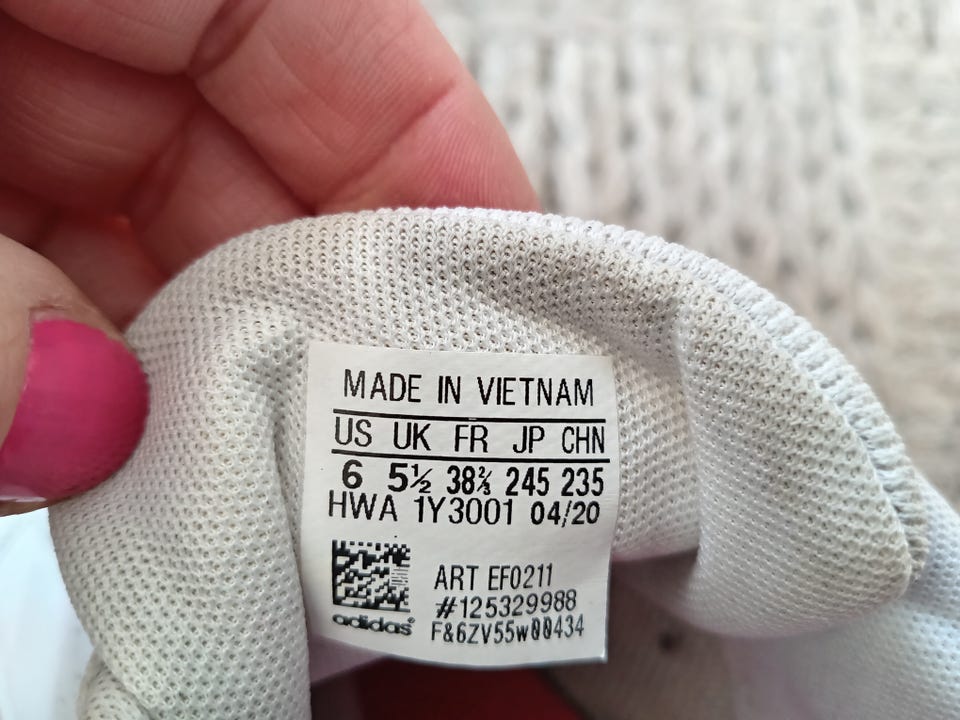 MADE IN VIETNAM
US UK FR JP CHN
6 5½ 38⅔ 245 235
HWA 1Y3001 04/20
ART EF0211
#125329988
adidas F&6ZV55w00434